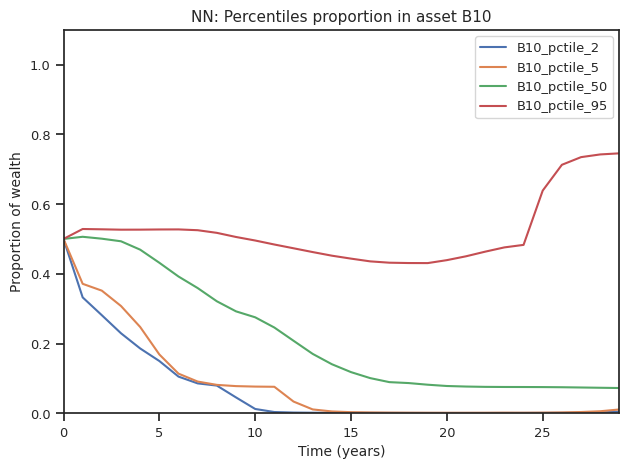 NN: Percentiles proportion in asset B10
B10_pctile_2
B10_pctile_5
B10_pctile_50
B10_pctile_95
Proportion of wealth
1.0
0.8
0.6
0.4
0.2
0.0
0 5 10 15 20 25
Time (years)